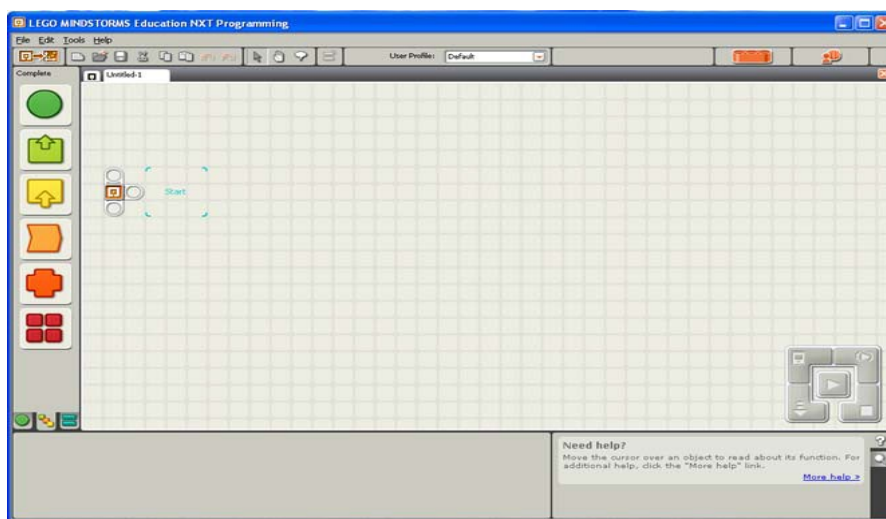 LEGO MINDSTORMS Education NXT Programming
File Edit Tools Help
User Profile: Default
Complete
Untitled-1
Start
Need help?
Move the cursor over an object to read about its function. For
additional help, click the "More help" link.
More help >
?